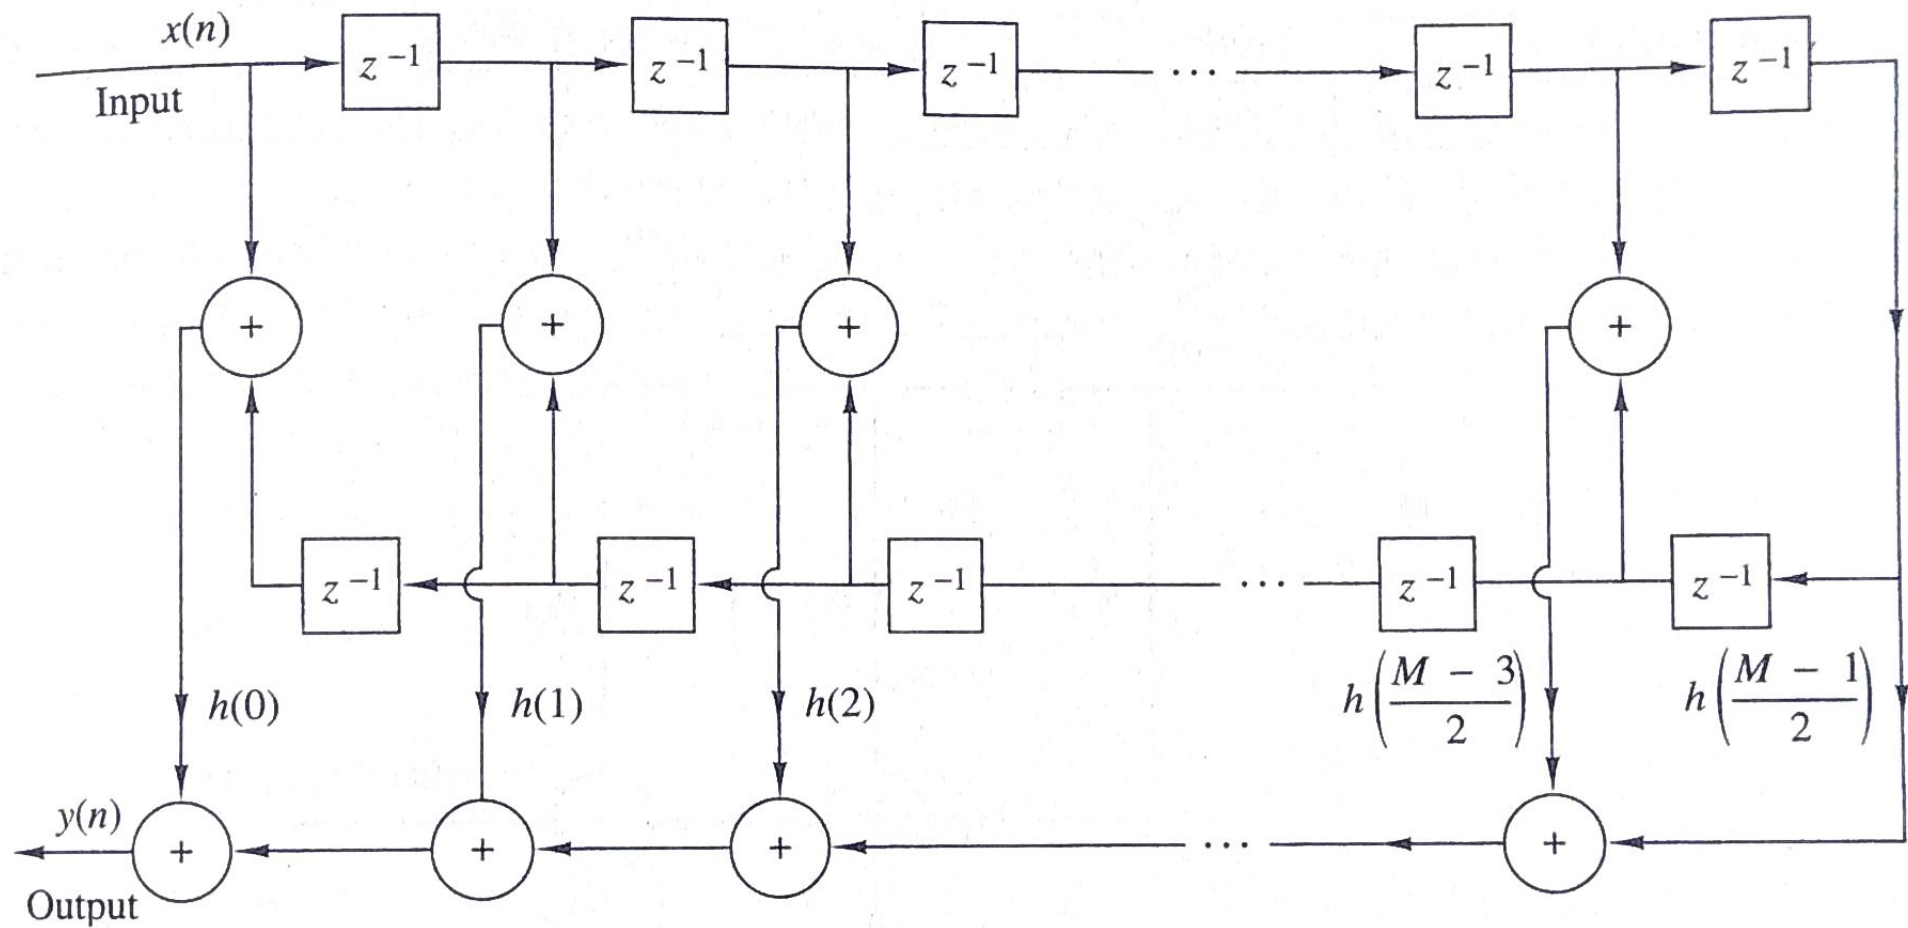 x(n)
Input
z⁻¹ z⁻¹ z⁻¹ ... z⁻¹ z⁻¹
+ + + +
z⁻¹ z⁻¹ z⁻¹ ... z⁻¹ z⁻¹
h(0) h(1) h(2) h((M − 3)/2) h((M − 1)/2)
y(n)
+ + + ... +
Output